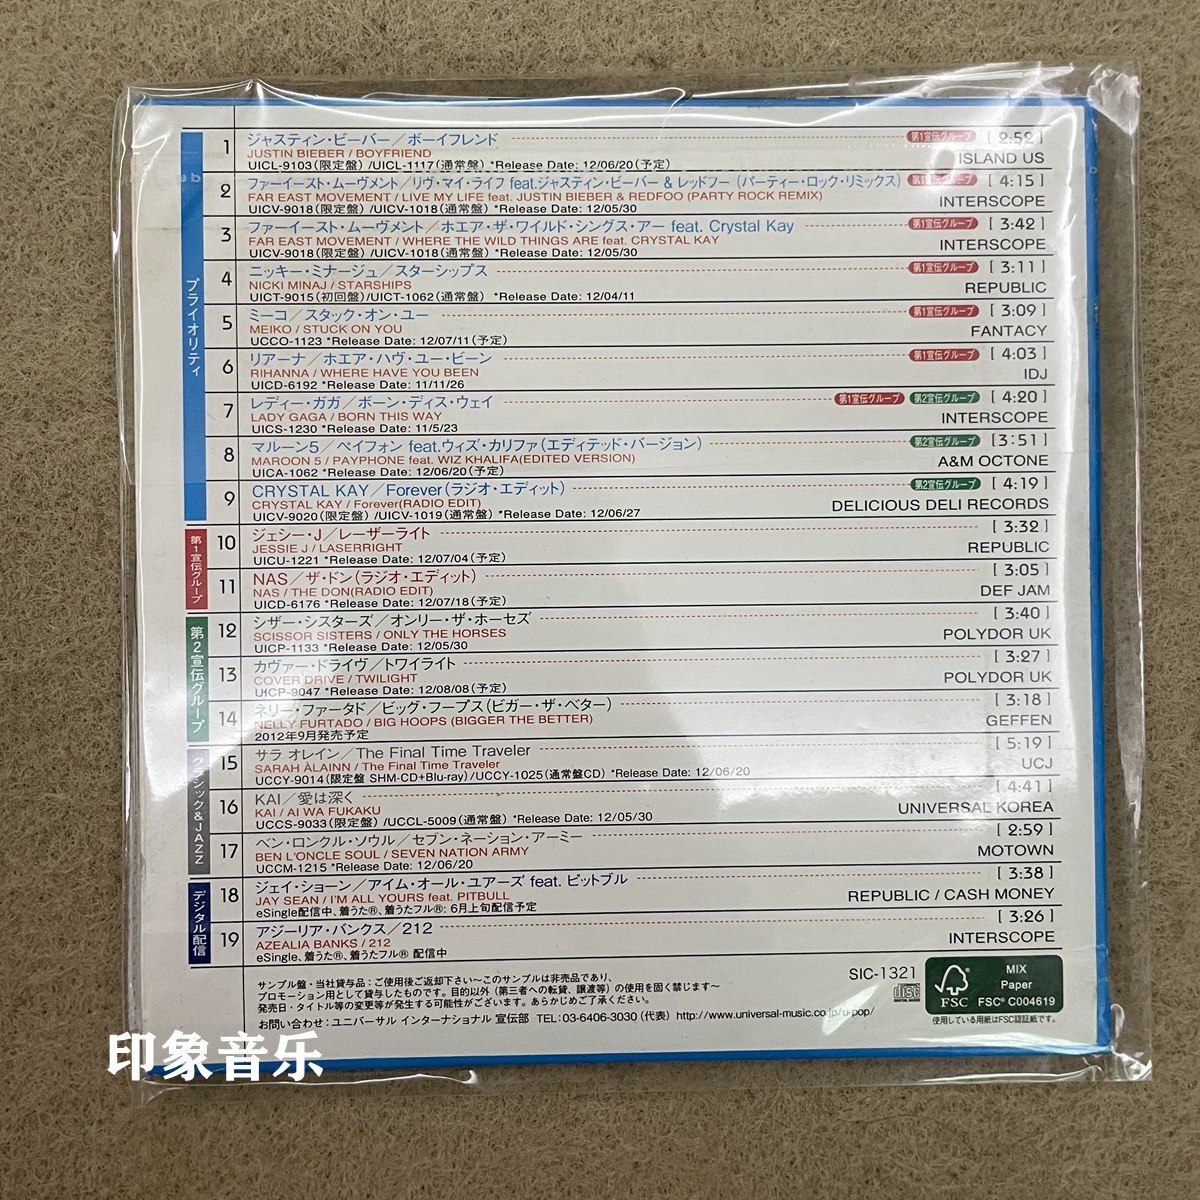 プライオリティ
1 ジャスティン・ビーバー／ボーイフレンド 第1宣伝グループ [ 2:52 ]
JUSTIN BIEBER / BOYFRIEND ISLAND US
UICL-9103（限定盤）/UICL-1117（通常盤） *Release Date: 12/06/20（予定）
2 ファーイースト・ムーヴメント／リヴ・マイ・ライフ feat.ジャスティン・ビーバー & レッドフー（パーティー・ロック・リミックス） [ 4:15 ]
FAR EAST MOVEMENT / LIVE MY LIFE feat. JUSTIN BIEBER & REDFOO (PARTY ROCK REMIX) INTERSCOPE
UICV-9018（限定盤）/UICV-1018（通常盤） *Release Date: 12/05/30
3 ファーイースト・ムーヴメント／ホエア・ザ・ワイルド・シングス・アー feat. Crystal Kay 第1宣伝グループ [ 3:42 ]
FAR EAST MOVEMENT / WHERE THE WILD THINGS ARE feat. CRYSTAL KAY INTERSCOPE
UICV-9018（限定盤）/UICV-1018（通常盤） *Release Date: 12/05/30
4 ニッキー・ミナージュ／スターシップス 第1宣伝グループ [ 3:11 ]
NICKI MINAJ / STARSHIPS REPUBLIC
UICT-9015（初回盤）/UICT-1062（通常盤） *Release Date: 12/04/11
5 ミーコ／スタック・オン・ユー 第1宣伝グループ [ 3:09 ]
MEIKO / STUCK ON YOU FANTACY
UCCO-1123 *Release Date: 12/07/11（予定）
6 リアーナ／ホエア・ハヴ・ユー・ビーン 第1宣伝グループ [ 4:03 ]
RIHANNA / WHERE HAVE YOU BEEN IDJ
UICD-6192 *Release Date: 11/11/26
7 レディー・ガガ／ボーン・ディス・ウェイ 第1宣伝グループ 第2宣伝グループ [ 4:20 ]
LADY GAGA / BORN THIS WAY INTERSCOPE
UICS-1230 *Release Date: 11/5/23
8 マルーン5／ペイフォン feat.ウィズ・カリファ（エディテッド・バージョン） 第2宣伝グループ [ 3:51 ]
MAROON 5 / PAYPHONE feat. WIZ KHALIFA(EDITED VERSION) A&M OCTONE
UICA-1062 *Release Date: 12/06/20（予定）
9 CRYSTAL KAY／Forever（ラジオ・エディット） 第2宣伝グループ [ 4:19 ]
CRYSTAL KAY / Forever(RADIO EDIT) DELICIOUS DELI RECORDS
UICV-9020（限定盤）/UICV-1019（通常盤） *Release Date: 12/06/27
第1宣伝グループ
10 ジェシー・J／レーザーライト [ 3:32 ]
JESSIE J / LASERRIGHT REPUBLIC
UICU-1221 *Release Date: 12/07/04（予定）
11 NAS／ザ・ドン（ラジオ・エディット） [ 3:05 ]
NAS / THE DON(RADIO EDIT) DEF JAM
UICD-6176 *Release Date: 12/07/18（予定）
第2宣伝グループ
12 シザー・シスターズ／オンリー・ザ・ホーセズ [ 3:40 ]
SCISSOR SISTERS / ONLY THE HORSES POLYDOR UK
UICP-1133 *Release Date: 12/05/30
13 カヴァー・ドライヴ／トワイライト [ 3:27 ]
COVER DRIVE / TWILIGHT POLYDOR UK
UICP-9047 *Release Date: 12/08/08（予定）
14 ネリー・ファータド／ビッグ・フープス（ビガー・ザ・ベター） [ 3:18 ]
NELLY FURTADO / BIG HOOPS (BIGGER THE BETTER) GEFFEN
2012年9月発売予定
クラシック&JAZZ
15 サラ オレイン／The Final Time Traveler [ 5:19 ]
SARAH ALAINN / The Final Time Traveler UCJ
UCCY-9014（限定盤 SHM-CD+Blu-ray）/UCCY-1025（通常盤CD） *Release Date: 12/06/20
16 KAI／愛は深く [ 4:41 ]
KAI / AI WA FUKAKU UNIVERSAL KOREA
UCCS-9033（限定盤）/UCCL-5009（通常盤） *Release Date: 12/05/30
17 ベン・ロンクル・ソウル／セブン・ネーション・アーミー [ 2:59 ]
BEN L'ONCLE SOUL / SEVEN NATION ARMY MOTOWN
UCCM-1215 *Release Date: 12/06/20
デジタル配信
18 ジェイ・ショーン／アイム・オール・ユアーズ feat. ピットブル [ 3:38 ]
JAY SEAN / I'M ALL YOURS feat. PITBULL REPUBLIC / CASH MONEY
eSingle配信中、着うた®、着うたフル®: 6月上旬配信予定
19 アジーリア・バンクス／212 [ 3:26 ]
AZEALIA BANKS / 212 INTERSCOPE
eSingle、着うた®、着うたフル® 配信中
サンプル盤・当社貸与品：ご使用後ご返却下さい〜このサンプルは非売品であり、
プロモーション用として貸与したものです。目的以外（第三者への転貸、譲渡等）の使用を固く禁じます〜
発売日・タイトル等の変更等が発生する可能性がございます。あらかじめご了承ください。
お問い合わせ：ユニバーサル インターナショナル 宣伝部 TEL：03-6406-3030（代表）http://www.universal-music.co.jp/u-pop/
SIC-1321
disc
FSC
MIX
Paper
FSC® C004619
使用している用紙はFSC認証紙です。
印象音乐